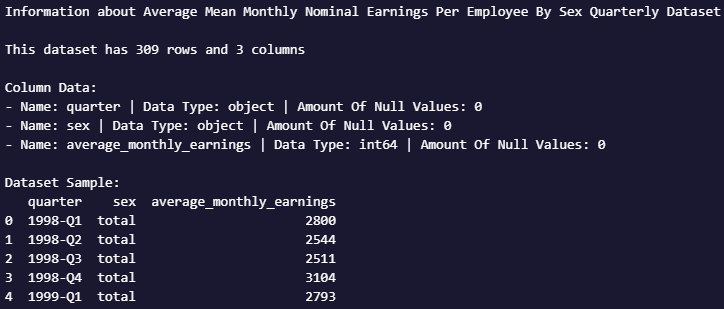 Information about Average Mean Monthly Nominal Earnings Per Employee By Sex Quarterly Dataset
This dataset has 309 rows and 3 columns
Column Data:
- Name: quarter | Data Type: object | Amount Of Null Values: 0
- Name: sex | Data Type: object | Amount Of Null Values: 0
- Name: average_monthly_earnings | Data Type: int64 | Amount Of Null Values: 0
Dataset Sample:
quarter sex average_monthly_earnings
0 1998-Q1 total 2800
1 1998-Q2 total 2544
2 1998-Q3 total 2511
3 1998-Q4 total 3104
4 1999-Q1 total 2793